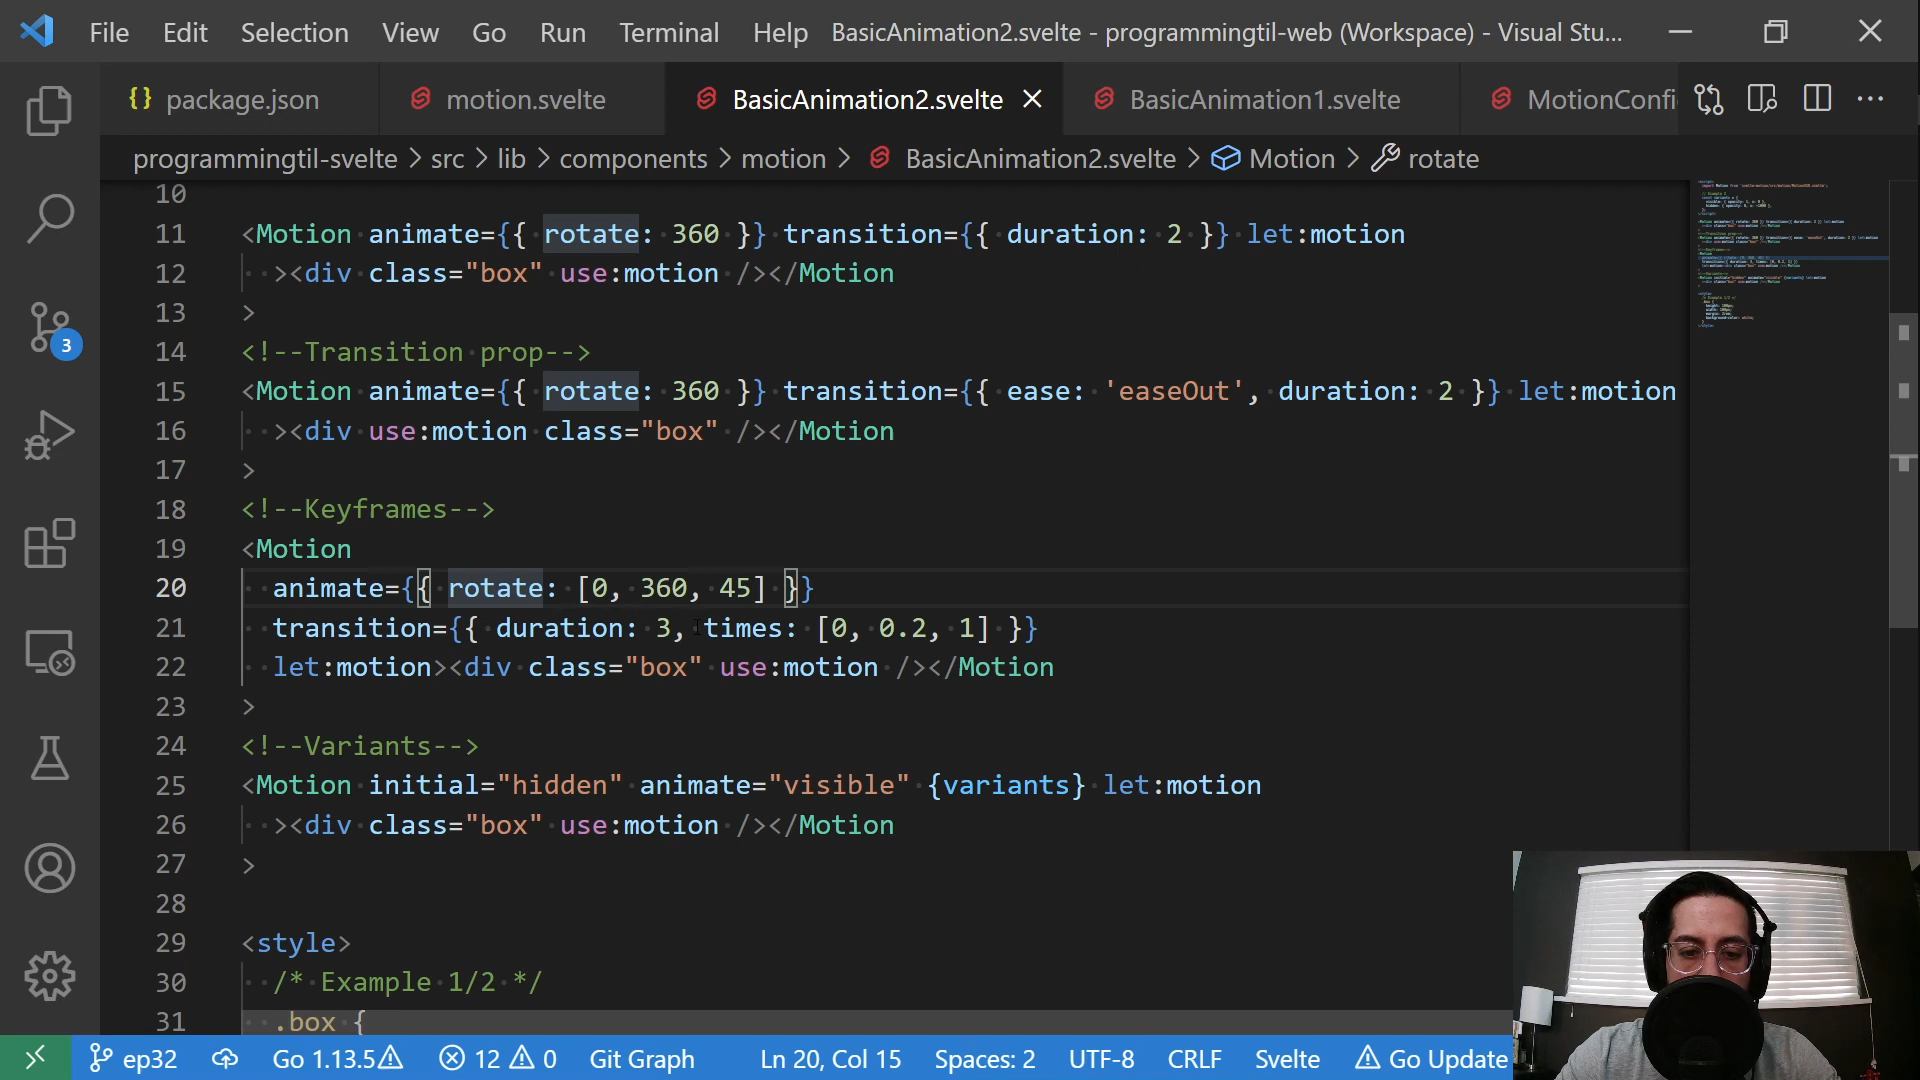 File Edit Selection View Go Run Terminal Help BasicAnimation2.svelte - programmingtil-web (Workspace) - Visual Stu...
{} package.json motion.svelte BasicAnimation2.svelte BasicAnimation1.svelte MotionConfi
programmingtil-svelte > src > lib > components > motion > BasicAnimation2.svelte > Motion > rotate
10
11 <Motion animate={{ rotate: 360 }} transition={{ duration: 2 }} let:motion
12 ><div class="box" use:motion /></Motion
13 >
14 <!--Transition prop-->
15 <Motion animate={{ rotate: 360 }} transition={{ ease: 'easeOut', duration: 2 }} let:motion
16 ><div use:motion class="box" /></Motion
17 >
18 <!--Keyframes-->
19 <Motion
20 animate={{ rotate: [0, 360, 45] }}
21 transition={{ duration: 3, times: [0, 0.2, 1] }}
22 let:motion><div class="box" use:motion /></Motion
23 >
24 <!--Variants-->
25 <Motion initial="hidden" animate="visible" {variants} let:motion
26 ><div class="box" use:motion /></Motion
27 >
28
29 <style>
30 /* Example 1/2 */
31 .box {
3
ep32 Go 1.13.5 12 0 Git Graph Ln 20, Col 15 Spaces: 2 UTF-8 CRLF Svelte Go Update